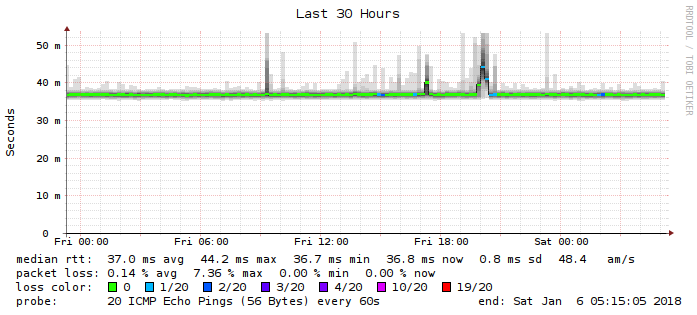 Last 30 Hours
RRDTOOL / TOBI OETIKER
Seconds
50 m
40 m
30 m
20 m
10 m
0
Fri 00:00 Fri 06:00 Fri 12:00 Fri 18:00 Sat 00:00
median rtt: 37.0 ms avg 44.2 ms max 36.7 ms min 36.8 ms now 0.8 ms sd 48.4 am/s
packet loss: 0.14 % avg 7.36 % max 0.00 % min 0.00 % now
loss color: 0 1/20 2/20 3/20 4/20 10/20 19/20
probe: 20 ICMP Echo Pings (56 Bytes) every 60s end: Sat Jan 6 05:15:05 2018